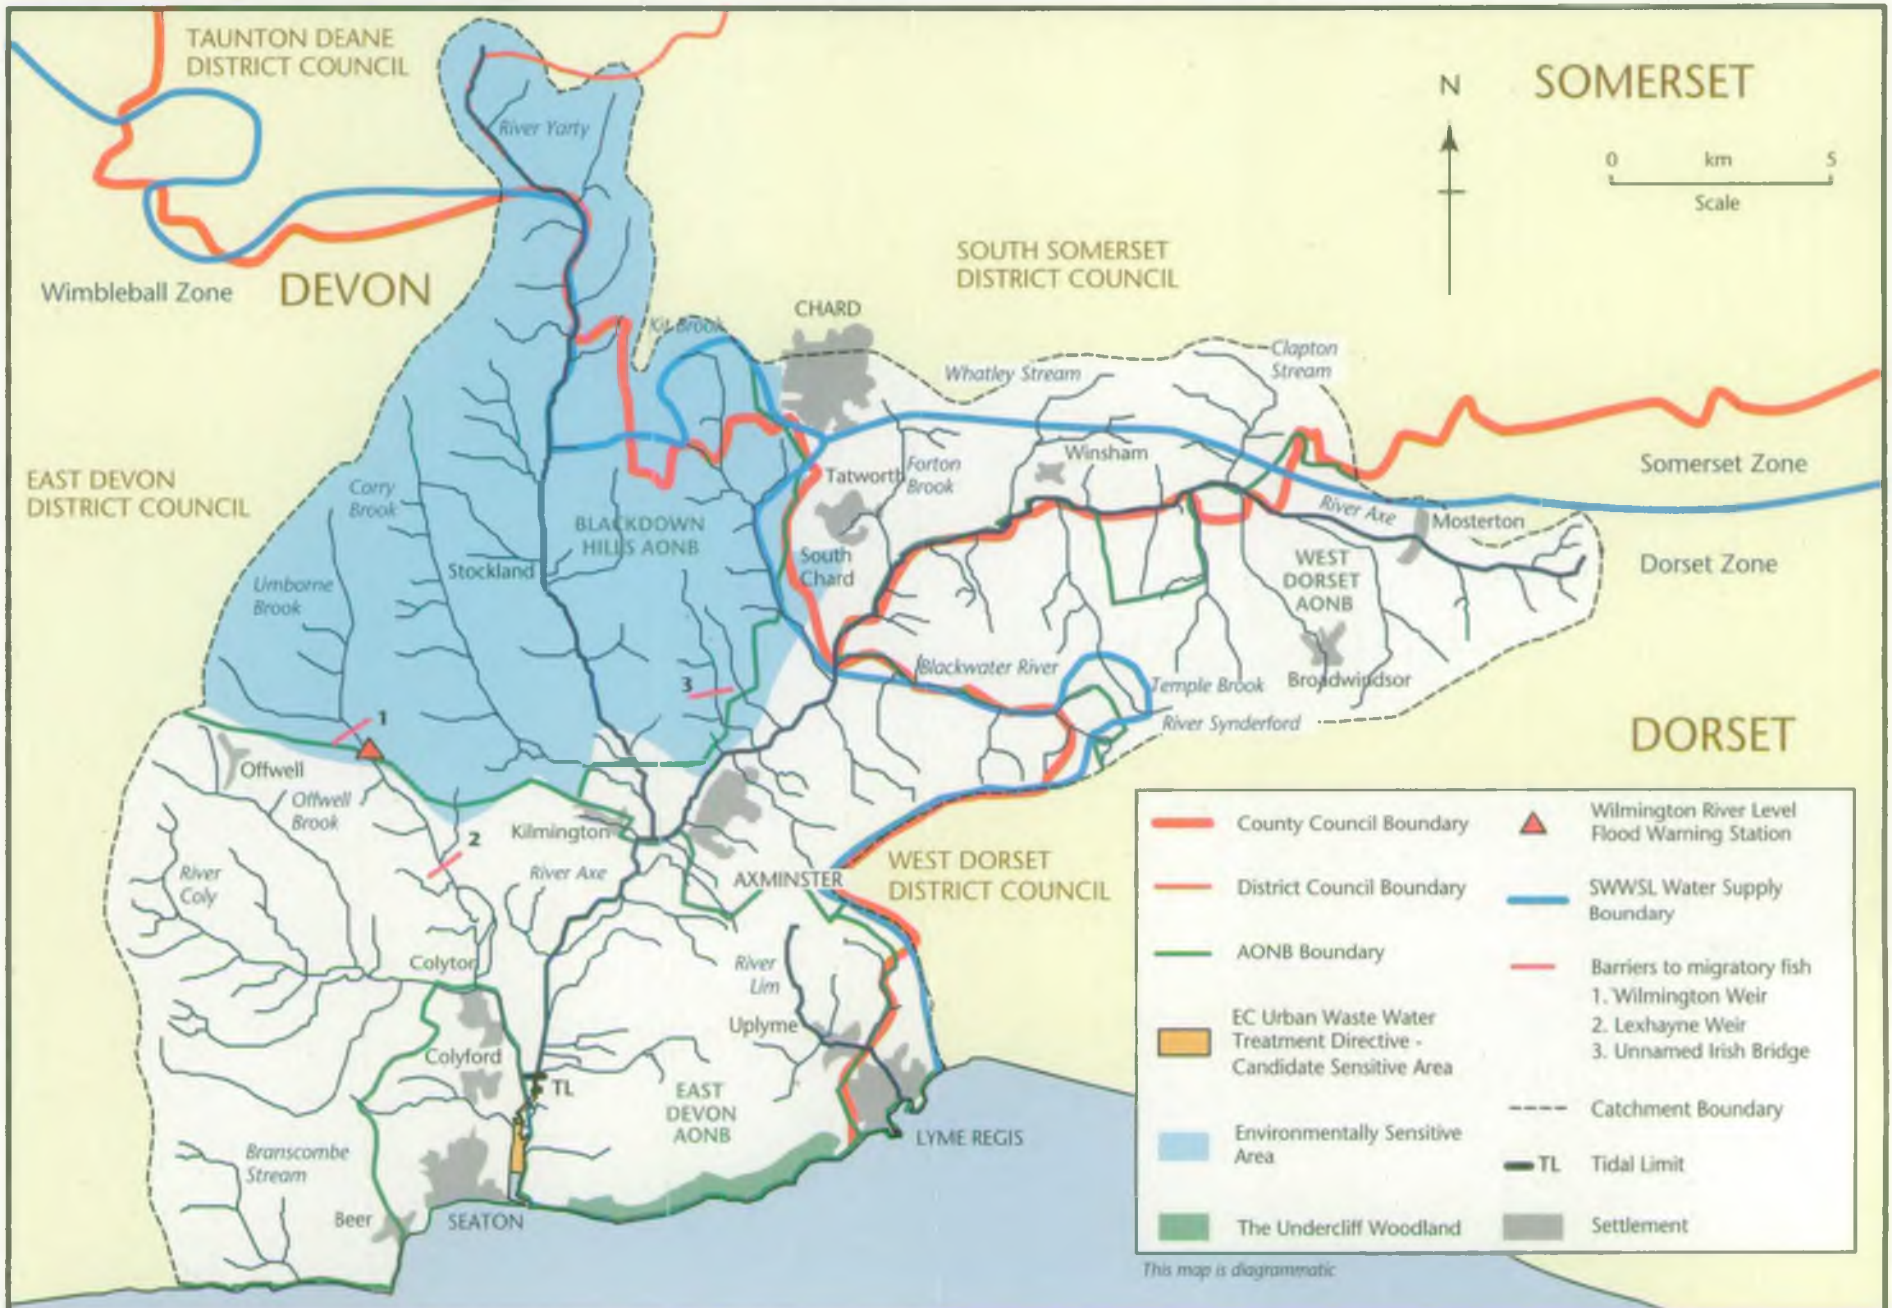 TAUNTON DEANE
DISTRICT COUNCIL
SOMERSET
N
0 km 5
Scale
River Yarty
SOUTH SOMERSET
DISTRICT COUNCIL
Wimbleball Zone
DEVON
CHARD
Kit Brook
Whatley Stream
Clapton
Stream
EAST DEVON
DISTRICT COUNCIL
Corry
Brook
Tatworth
Forton
Brook
Winsham
Somerset Zone
River Axe
Mosterton
BLACKDOWN
HILLS AONB
Stockland
South
Chard
WEST
DORSET
AONB
Dorset Zone
Umborne
Brook
Blackwater River
Temple Brook
Broadwindsor
River Synderford
DORSET
3
1
Offwell
Offwell
Brook
2
Kilmington
River Axe
River
Coly
AXMINSTER
WEST DORSET
DISTRICT COUNCIL
Colyton
River
Lim
Uplyme
Colyford
TL
EAST
DEVON
AONB
LYME REGIS
Branscombe
Stream
Beer
SEATON
County Council Boundary
District Council Boundary
AONB Boundary
EC Urban Waste Water
Treatment Directive -
Candidate Sensitive Area
Environmentally Sensitive
Area
The Undercliff Woodland
Wilmington River Level
Flood Warning Station
SWWSL Water Supply
Boundary
Barriers to migratory fish
1. Wilmington Weir
2. Lexhayne Weir
3. Unnamed Irish Bridge
Catchment Boundary
TL Tidal Limit
Settlement
This map is diagrammatic